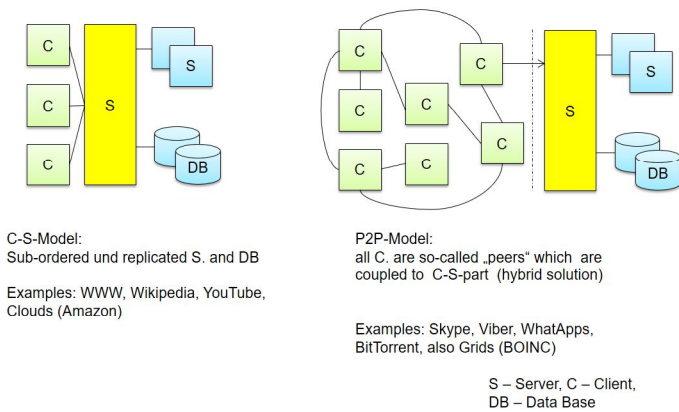 C
C
C
S
S
DB
C
C
C
C
C
C
C
S
S
DB
C-S-Model:
Sub-ordered und replicated S. and DB
Examples: WWW, Wikipedia, YouTube,
Clouds (Amazon)
P2P-Model:
all C. are so-called „peers“ which are
coupled to C-S-part (hybrid solution)
Examples: Skype, Viber, WhatApps,
BitTorrent, also Grids (BOINC)
S – Server, C – Client,
DB – Data Base